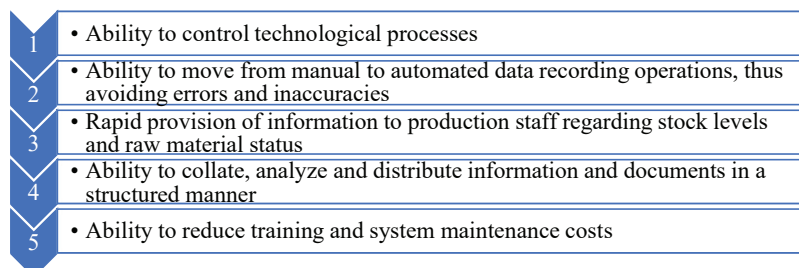 1
• Ability to control technological processes
2
• Ability to move from manual to automated data recording operations, thus
avoiding errors and inaccuracies
3
• Rapid provision of information to production staff regarding stock levels
and raw material status
4
• Ability to collate, analyze and distribute information and documents in a
structured manner
5
• Ability to reduce training and system maintenance costs